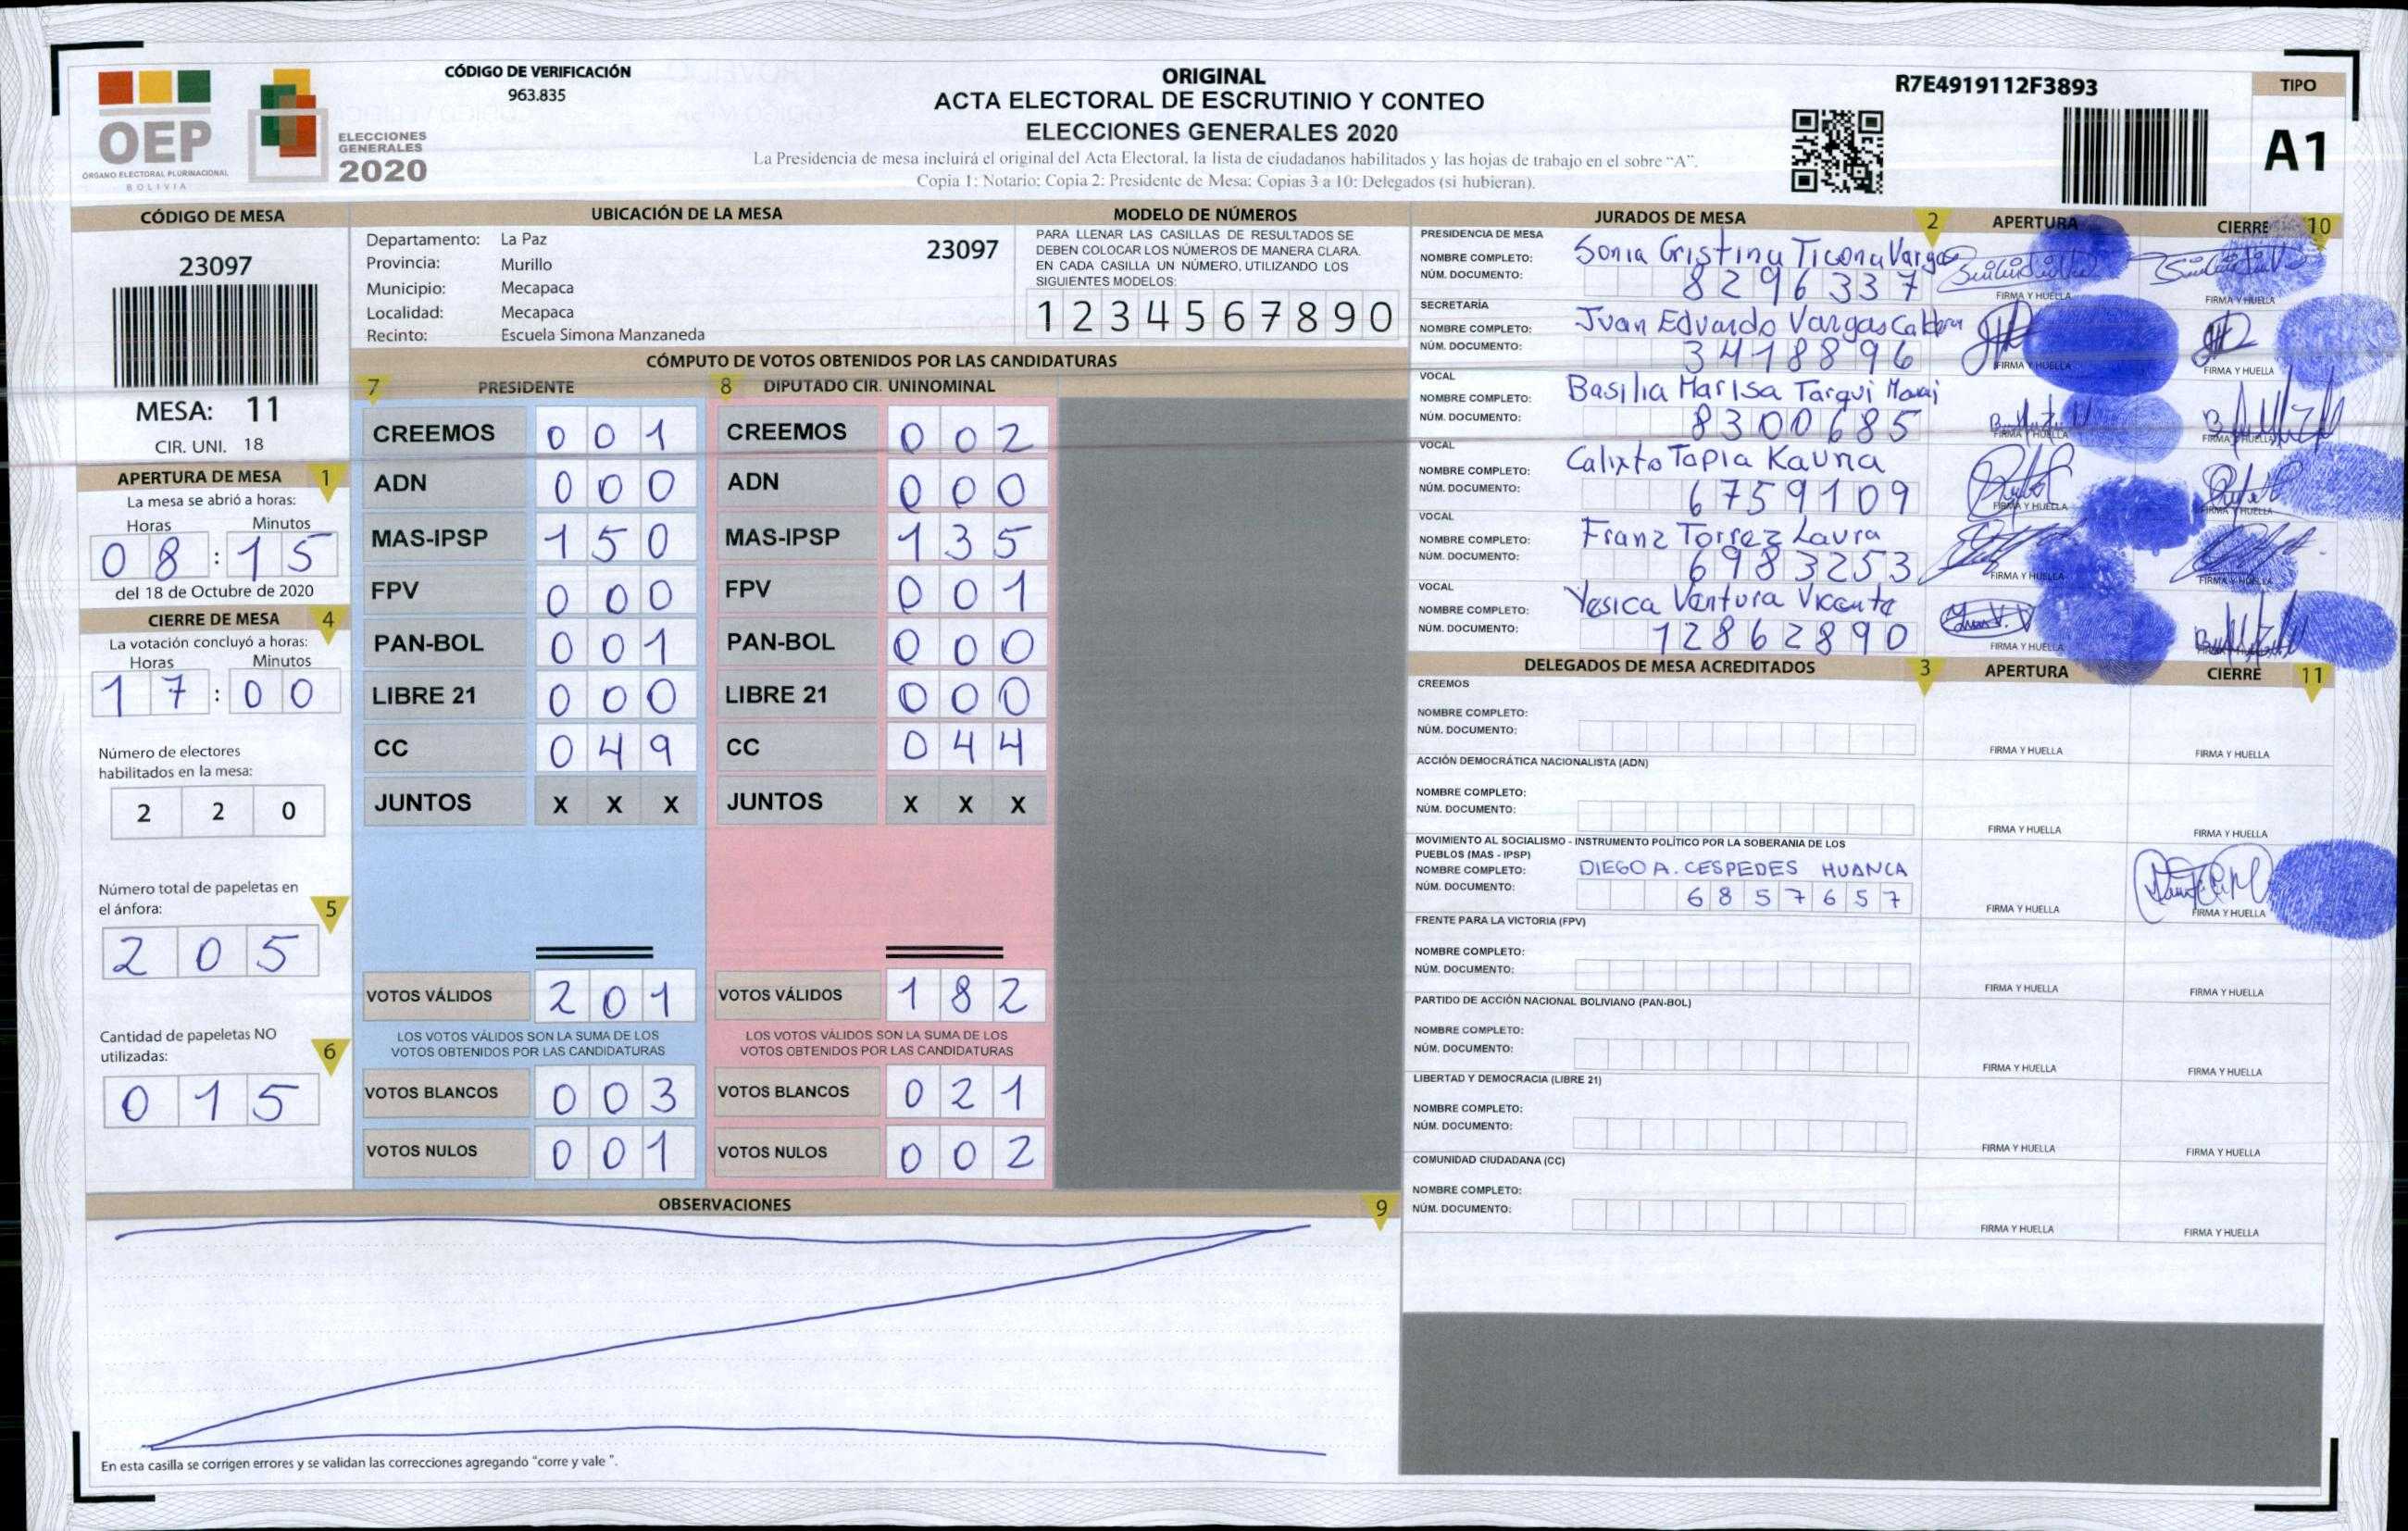 CÓDIGO DE VERIFICACIÓN
963.835
OEP
ÓRGANO ELECTORAL PLURINACIONAL
BOLIVIA
ELECCIONES
GENERALES
2020
ORIGINAL
ACTA ELECTORAL DE ESCRUTINIO Y CONTEO
ELECCIONES GENERALES 2020
La Presidencia de mesa incluirá el original del Acta Electoral, la lista de ciudadanos habilitados y las hojas de trabajo en el sobre “A”.
Copia 1: Notario; Copia 2: Presidente de Mesa; Copias 3 a 10: Delegados (si hubieran).
R7E4919112F3893
TIPO
A1
CÓDIGO DE MESA
23097
MESA: 11
CIR. UNI. 18
APERTURA DE MESA 1
La mesa se abrió a horas:
Horas Minutos
08:15
del 18 de Octubre de 2020
CIERRE DE MESA 4
La votación concluyó a horas:
Horas Minutos
17:00
Número de electores
habilitados en la mesa:
2 2 0
Número total de papeletas en
el ánfora: 5
2 0 5
Cantidad de papeletas NO
utilizadas: 6
0 1 5
UBICACIÓN DE LA MESA
Departamento: La Paz 23097
Provincia: Murillo
Municipio: Mecapaca
Localidad: Mecapaca
Recinto: Escuela Simona Manzaneda
MODELO DE NÚMEROS
PARA LLENAR LAS CASILLAS DE RESULTADOS SE
DEBEN COLOCAR LOS NÚMEROS DE MANERA CLARA.
EN CADA CASILLA UN NÚMERO, UTILIZANDO LOS
SIGUIENTES MODELOS:
1 2 3 4 5 6 7 8 9 0
CÓMPUTO DE VOTOS OBTENIDOS POR LAS CANDIDATURAS
7 PRESIDENTE 8 DIPUTADO CIR. UNINOMINAL
CREEMOS 0 0 1 CREEMOS 0 0 2
ADN 0 0 0 ADN 0 0 0
MAS-IPSP 1 5 0 MAS-IPSP 1 3 5
FPV 0 0 0 FPV 0 0 1
PAN-BOL 0 0 1 PAN-BOL 0 0 0
LIBRE 21 0 0 0 LIBRE 21 0 0 0
CC 0 4 9 CC 0 4 4
JUNTOS X X X JUNTOS X X X
VOTOS VÁLIDOS 2 0 1 VOTOS VÁLIDOS 1 8 2
LOS VOTOS VÁLIDOS SON LA SUMA DE LOS LOS VOTOS VÁLIDOS SON LA SUMA DE LOS
VOTOS OBTENIDOS POR LAS CANDIDATURAS VOTOS OBTENIDOS POR LAS CANDIDATURAS
VOTOS BLANCOS 0 0 3 VOTOS BLANCOS 0 2 1
VOTOS NULOS 0 0 1 VOTOS NULOS 0 0 2
OBSERVACIONES 9
En esta casilla se corrigen errores y se validan las correcciones agregando “corre y vale”.
JURADOS DE MESA 2 APERTURA CIERRE 10
PRESIDENCIA DE MESA
NOMBRE COMPLETO: Sonia Cristina Ticona Vargas
NÚM. DOCUMENTO: 8296337
FIRMA Y HUELLA FIRMA Y HUELLA
SECRETARÍA
NOMBRE COMPLETO: Juan Eduardo Vargas
NÚM. DOCUMENTO: 3418896
FIRMA Y HUELLA FIRMA Y HUELLA
VOCAL
NOMBRE COMPLETO: Basilia Marisa Tarqui
NÚM. DOCUMENTO: 8300685
FIRMA Y HUELLA FIRMA Y HUELLA
VOCAL
NOMBRE COMPLETO: Calixto Tapia Kauna
NÚM. DOCUMENTO: 6759109
FIRMA Y HUELLA FIRMA Y HUELLA
VOCAL
NOMBRE COMPLETO: Franz Torrez Laura
NÚM. DOCUMENTO: 6983253
FIRMA Y HUELLA FIRMA Y HUELLA
VOCAL
NOMBRE COMPLETO: Yesica Ventura Vicente
NÚM. DOCUMENTO: 12862890
FIRMA Y HUELLA
DELEGADOS DE MESA ACREDITADOS 3 APERTURA CIERRE 11
CREEMOS
NOMBRE COMPLETO:
NÚM. DOCUMENTO:
FIRMA Y HUELLA FIRMA Y HUELLA
ACCIÓN DEMOCRÁTICA NACIONALISTA (ADN)
NOMBRE COMPLETO:
NÚM. DOCUMENTO:
FIRMA Y HUELLA FIRMA Y HUELLA
MOVIMIENTO AL SOCIALISMO - INSTRUMENTO POLÍTICO POR LA SOBERANIA DE LOS
PUEBLOS (MAS - IPSP)
NOMBRE COMPLETO: DIEGO A. CESPEDES HUANCA
NÚM. DOCUMENTO: 6857657
FIRMA Y HUELLA FIRMA Y HUELLA
FRENTE PARA LA VICTORIA (FPV)
NOMBRE COMPLETO:
NÚM. DOCUMENTO:
FIRMA Y HUELLA FIRMA Y HUELLA
PARTIDO DE ACCIÓN NACIONAL BOLIVIANO (PAN-BOL)
NOMBRE COMPLETO:
NÚM. DOCUMENTO:
FIRMA Y HUELLA FIRMA Y HUELLA
LIBERTAD Y DEMOCRACIA (LIBRE 21)
NOMBRE COMPLETO:
NÚM. DOCUMENTO:
FIRMA Y HUELLA FIRMA Y HUELLA
COMUNIDAD CIUDADANA (CC)
NOMBRE COMPLETO:
NÚM. DOCUMENTO:
FIRMA Y HUELLA FIRMA Y HUELLA